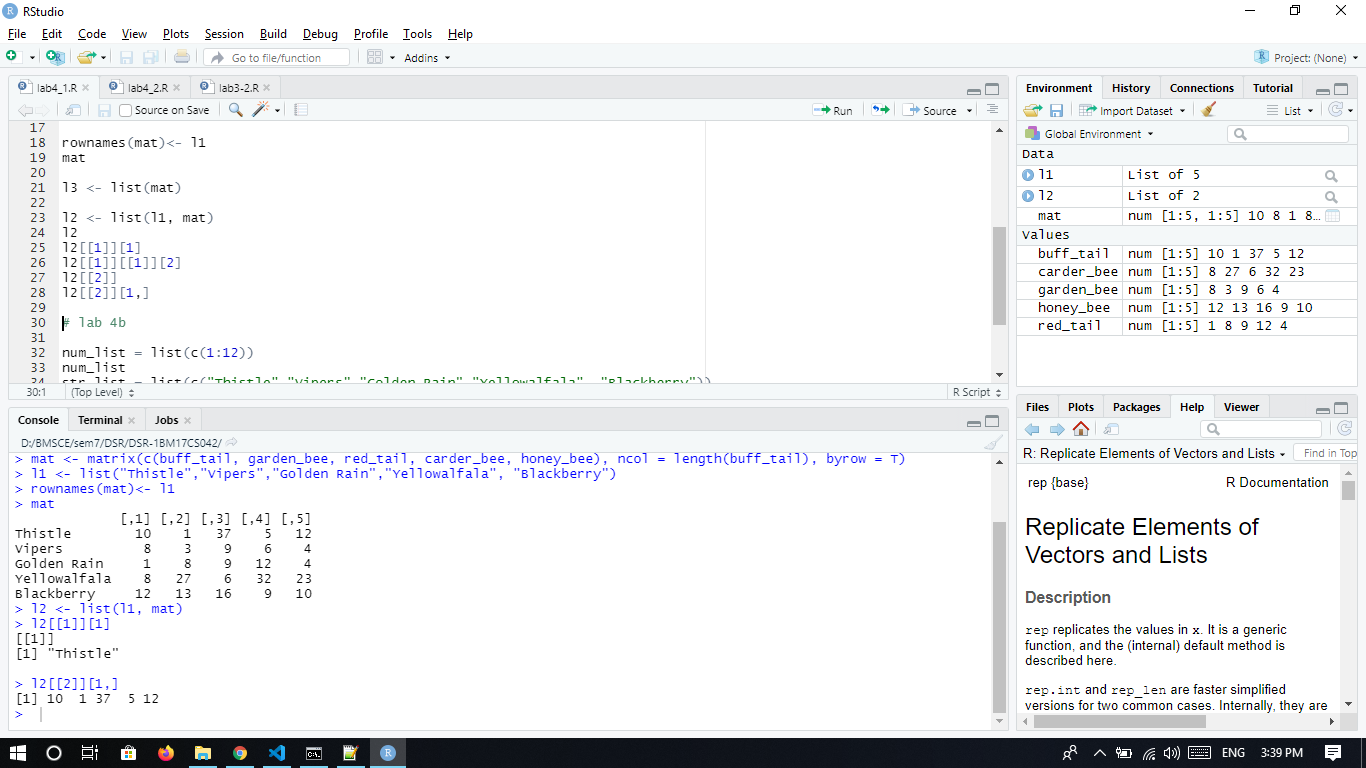 RStudio
File Edit Code View Plots Session Build Debug Profile Tools Help
Go to file/function Addins Project: (None)
lab4_1.R lab4_2.R lab3-2.R
Source on Save Run Source
17
18 rownames(mat)<- l1
19 mat
20
21 l3 <- list(mat)
22
23 l2 <- list(l1, mat)
24 l2
25 l2[[1]][1]
26 l2[[1]][[1]][2]
27 l2[[2]]
28 l2[[2]][1,]
29
30 # lab 4b
31
32 num_list = list(c(1:12))
33 num_list
34 str_list = list(c("Thistle","Vipers","Golden Rain","Yellowalfala", "Blackberry"))
30:1 (Top Level) R Script
Console Terminal Jobs
D:/BMSCE/sem7/DSR/DSR-1BM17CS042/
> mat <- matrix(c(buff_tail, garden_bee, red_tail, carder_bee, honey_bee), ncol = length(buff_tail), byrow = T)
> l1 <- list("Thistle","Vipers","Golden Rain","Yellowalfala", "Blackberry")
> rownames(mat)<- l1
> mat
[,1] [,2] [,3] [,4] [,5]
Thistle 10 1 37 5 12
Vipers 8 3 9 6 4
Golden Rain 1 8 9 12 4
Yellowalfala 8 27 6 32 23
Blackberry 12 13 16 9 10
> l2 <- list(l1, mat)
> l2[[1]][1]
[[1]]
[1] "Thistle"
> l2[[2]][1,]
[1] 10 1 37 5 12
>
Environment History Connections Tutorial
Import Dataset List
Global Environment
Data
l1 List of 5
l2 List of 2
mat num [1:5, 1:5] 10 8 1 8…
Values
buff_tail num [1:5] 10 1 37 5 12
carder_bee num [1:5] 8 27 6 32 23
garden_bee num [1:5] 8 3 9 6 4
honey_bee num [1:5] 12 13 16 9 10
red_tail num [1:5] 1 8 9 12 4
Files Plots Packages Help Viewer
R: Replicate Elements of Vectors and Lists Find in Top
rep {base} R Documentation
Replicate Elements of
Vectors and Lists
Description
rep replicates the values in x. It is a generic
function, and the (internal) default method is
described here.
rep.int and rep_len are faster simplified
versions for two common cases. Internally, they are
ENG 3:39 PM